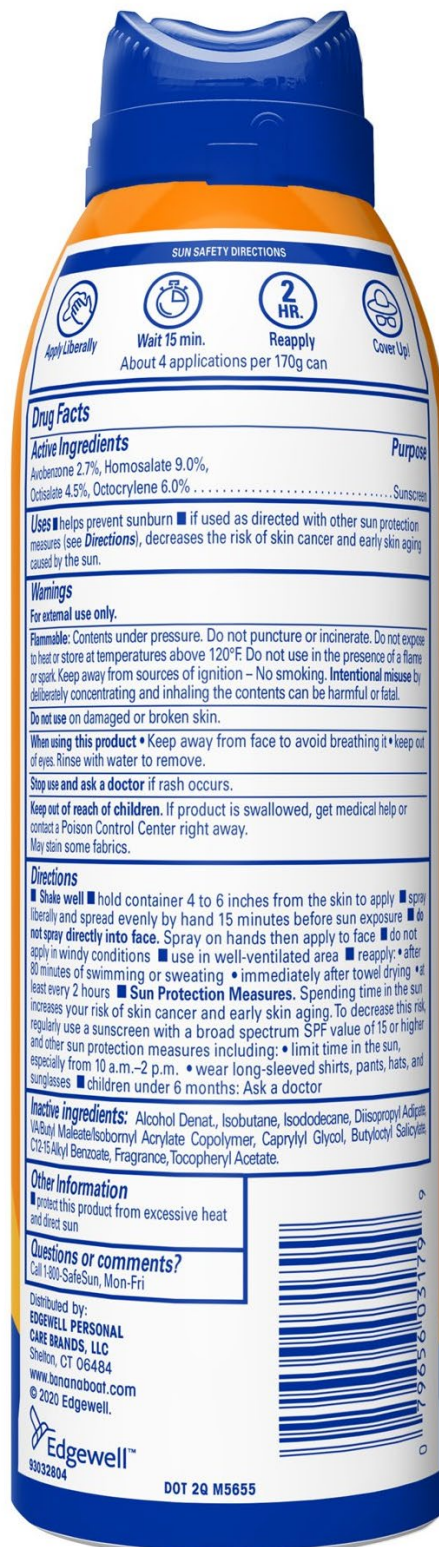 SUN SAFETY DIRECTIONS
Apply Liberally
Wait 15 min.
2
HR.
Reapply
Cover Up!
About 4 applications per 170g can
Drug Facts
Active Ingredients Purpose
Avobenzone 2.7%, Homosalate 9.0%,
Octisalate 4.5%, Octocrylene 6.0% . . . . . . . . . . . . . . . . . . . . . . . . . . . . . . . . . . Sunscreen
Uses ■ helps prevent sunburn ■ if used as directed with other sun protection
measures (see Directions), decreases the risk of skin cancer and early skin aging
caused by the sun.
Warnings
For external use only.
Flammable: Contents under pressure. Do not puncture or incinerate. Do not expose
to heat or store at temperatures above 120°F. Do not use in the presence of a flame
or spark. Keep away from sources of ignition – No smoking. Intentional misuse by
deliberately concentrating and inhaling the contents can be harmful or fatal.
Do not use on damaged or broken skin.
When using this product • Keep away from face to avoid breathing it • keep out
of eyes. Rinse with water to remove.
Stop use and ask a doctor if rash occurs.
Keep out of reach of children. If product is swallowed, get medical help or
contact a Poison Control Center right away.
May stain some fabrics.
Directions
■ Shake well ■ hold container 4 to 6 inches from the skin to apply ■ spray
liberally and spread evenly by hand 15 minutes before sun exposure ■ do
not spray directly into face. Spray on hands then apply to face ■ do not
apply in windy conditions ■ use in well-ventilated area ■ reapply: • after
80 minutes of swimming or sweating • immediately after towel drying • at
least every 2 hours ■ Sun Protection Measures. Spending time in the sun
increases your risk of skin cancer and early skin aging. To decrease this risk,
regularly use a sunscreen with a broad spectrum SPF value of 15 or higher
and other sun protection measures including: • limit time in the sun,
especially from 10 a.m.–2 p.m. • wear long-sleeved shirts, pants, hats, and
sunglasses ■ children under 6 months: Ask a doctor
Inactive ingredients: Alcohol Denat., Isobutane, Isododecane, Diisopropyl Adipate,
VA/Butyl Maleate/Isobornyl Acrylate Copolymer, Caprylyl Glycol, Butyloctyl Salicylate,
C12-15 Alkyl Benzoate, Fragrance, Tocopheryl Acetate.
Other Information
■ protect this product from excessive heat
and direct sun
Questions or comments?
Call 1-800-SafeSun, Mon-Fri
Distributed by:
EDGEWELL PERSONAL
CARE BRANDS, LLC
Shelton, CT 06484
www.bananaboat.com
© 2020 Edgewell.
Edgewell™
93032804
DOT 2Q M5655
0 79656 03179 9